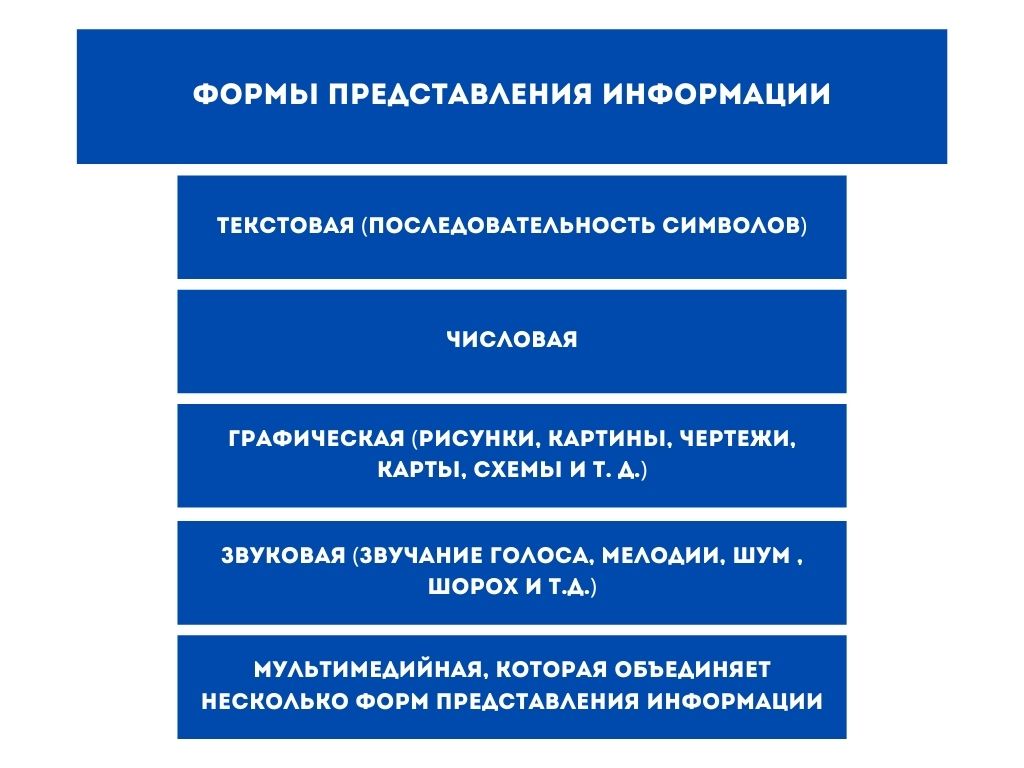 ФОРМЫ ПРЕДСТАВЛЕНИЯ ИНФОРМАЦИИ
ТЕКСТОВАЯ (ПОСЛЕДОВАТЕЛЬНОСТЬ СИМВОЛОВ)
ЧИСЛОВАЯ
ГРАФИЧЕСКАЯ (РИСУНКИ, КАРТИНЫ, ЧЕРТЕЖИ,
КАРТЫ, СХЕМЫ И Т. Д.)
ЗВУКОВАЯ (ЗВУЧАНИЕ ГОЛОСА, МЕЛОДИИ, ШУМ ,
ШОРОХ И Т.Д.)
МУЛЬТИМЕДИЙНАЯ, КОТОРАЯ ОБЪЕДИНЯЕТ
НЕСКОЛЬКО ФОРМ ПРЕДСТАВЛЕНИЯ ИНФОРМАЦИИ